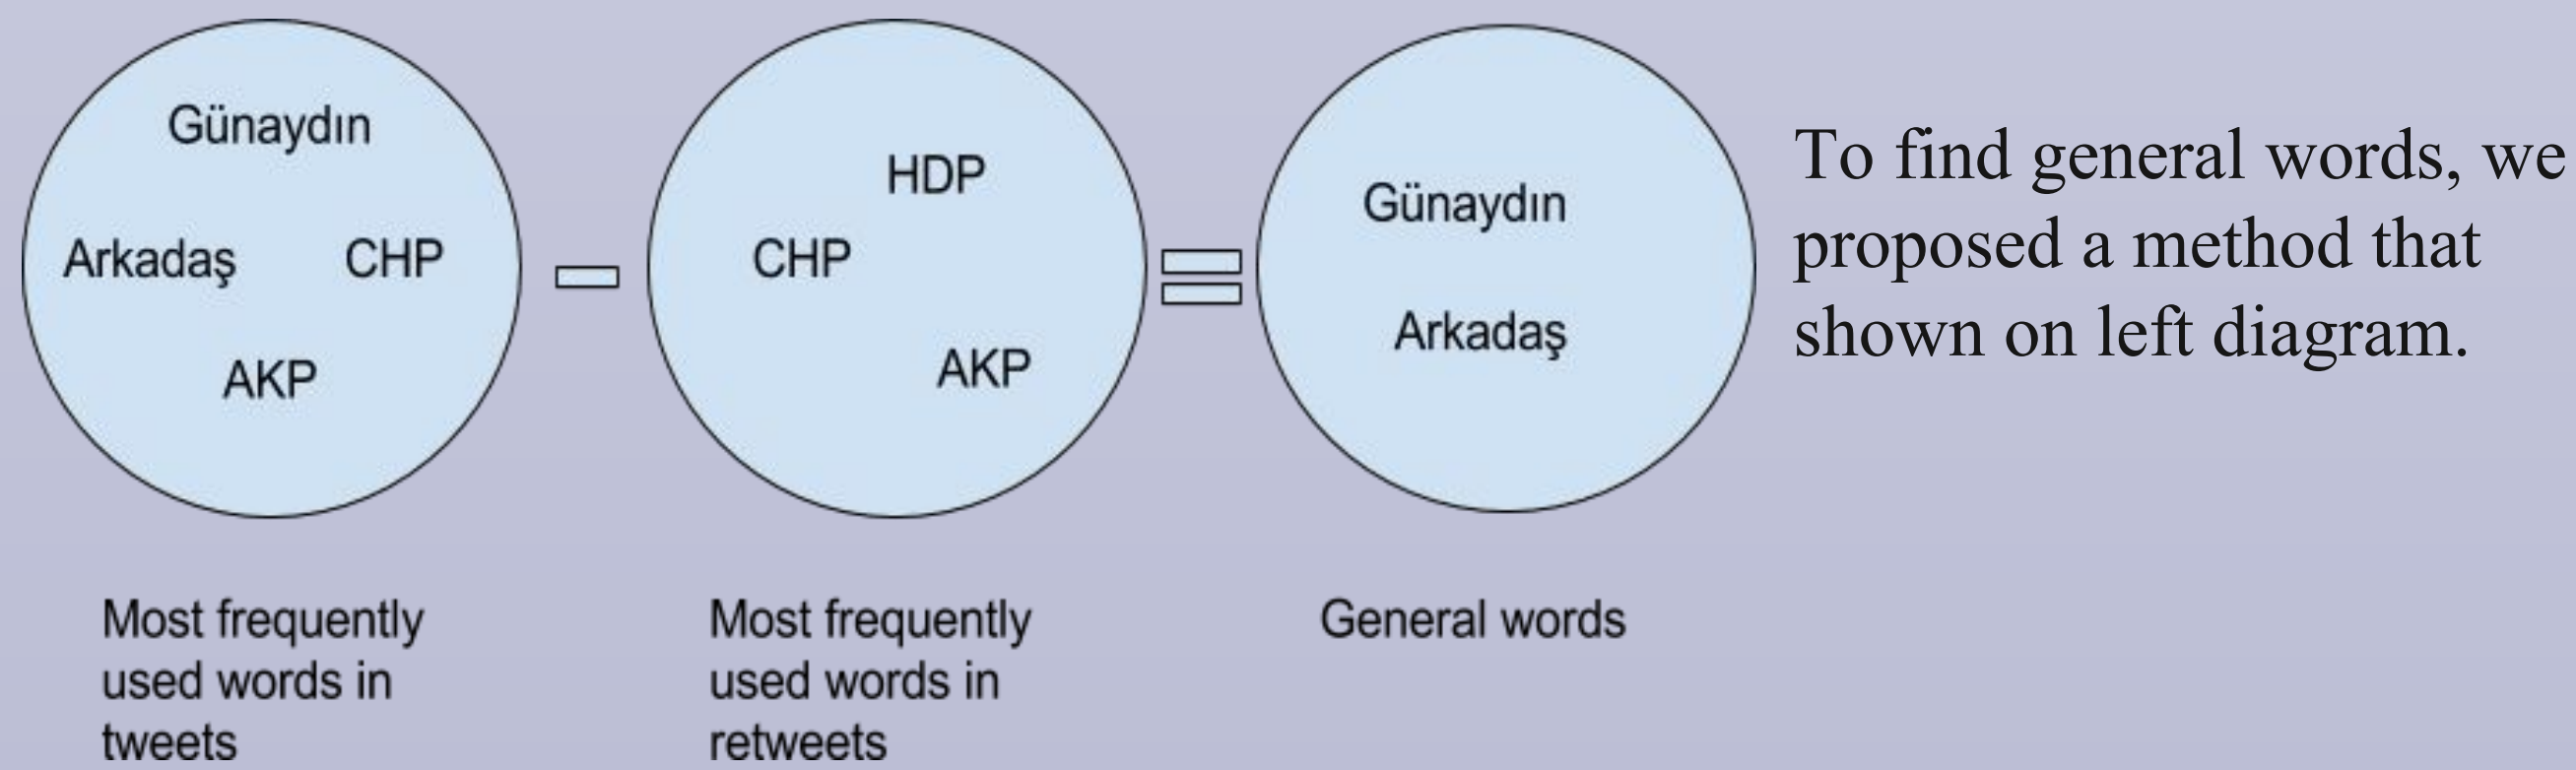 Günaydın
Arkadaş CHP
AKP
HDP
CHP
AKP
Günaydın
Arkadaş
To find general words, we
proposed a method that
shown on left diagram.
Most frequently
used words in
tweets
Most frequently
used words in
retweets
General words